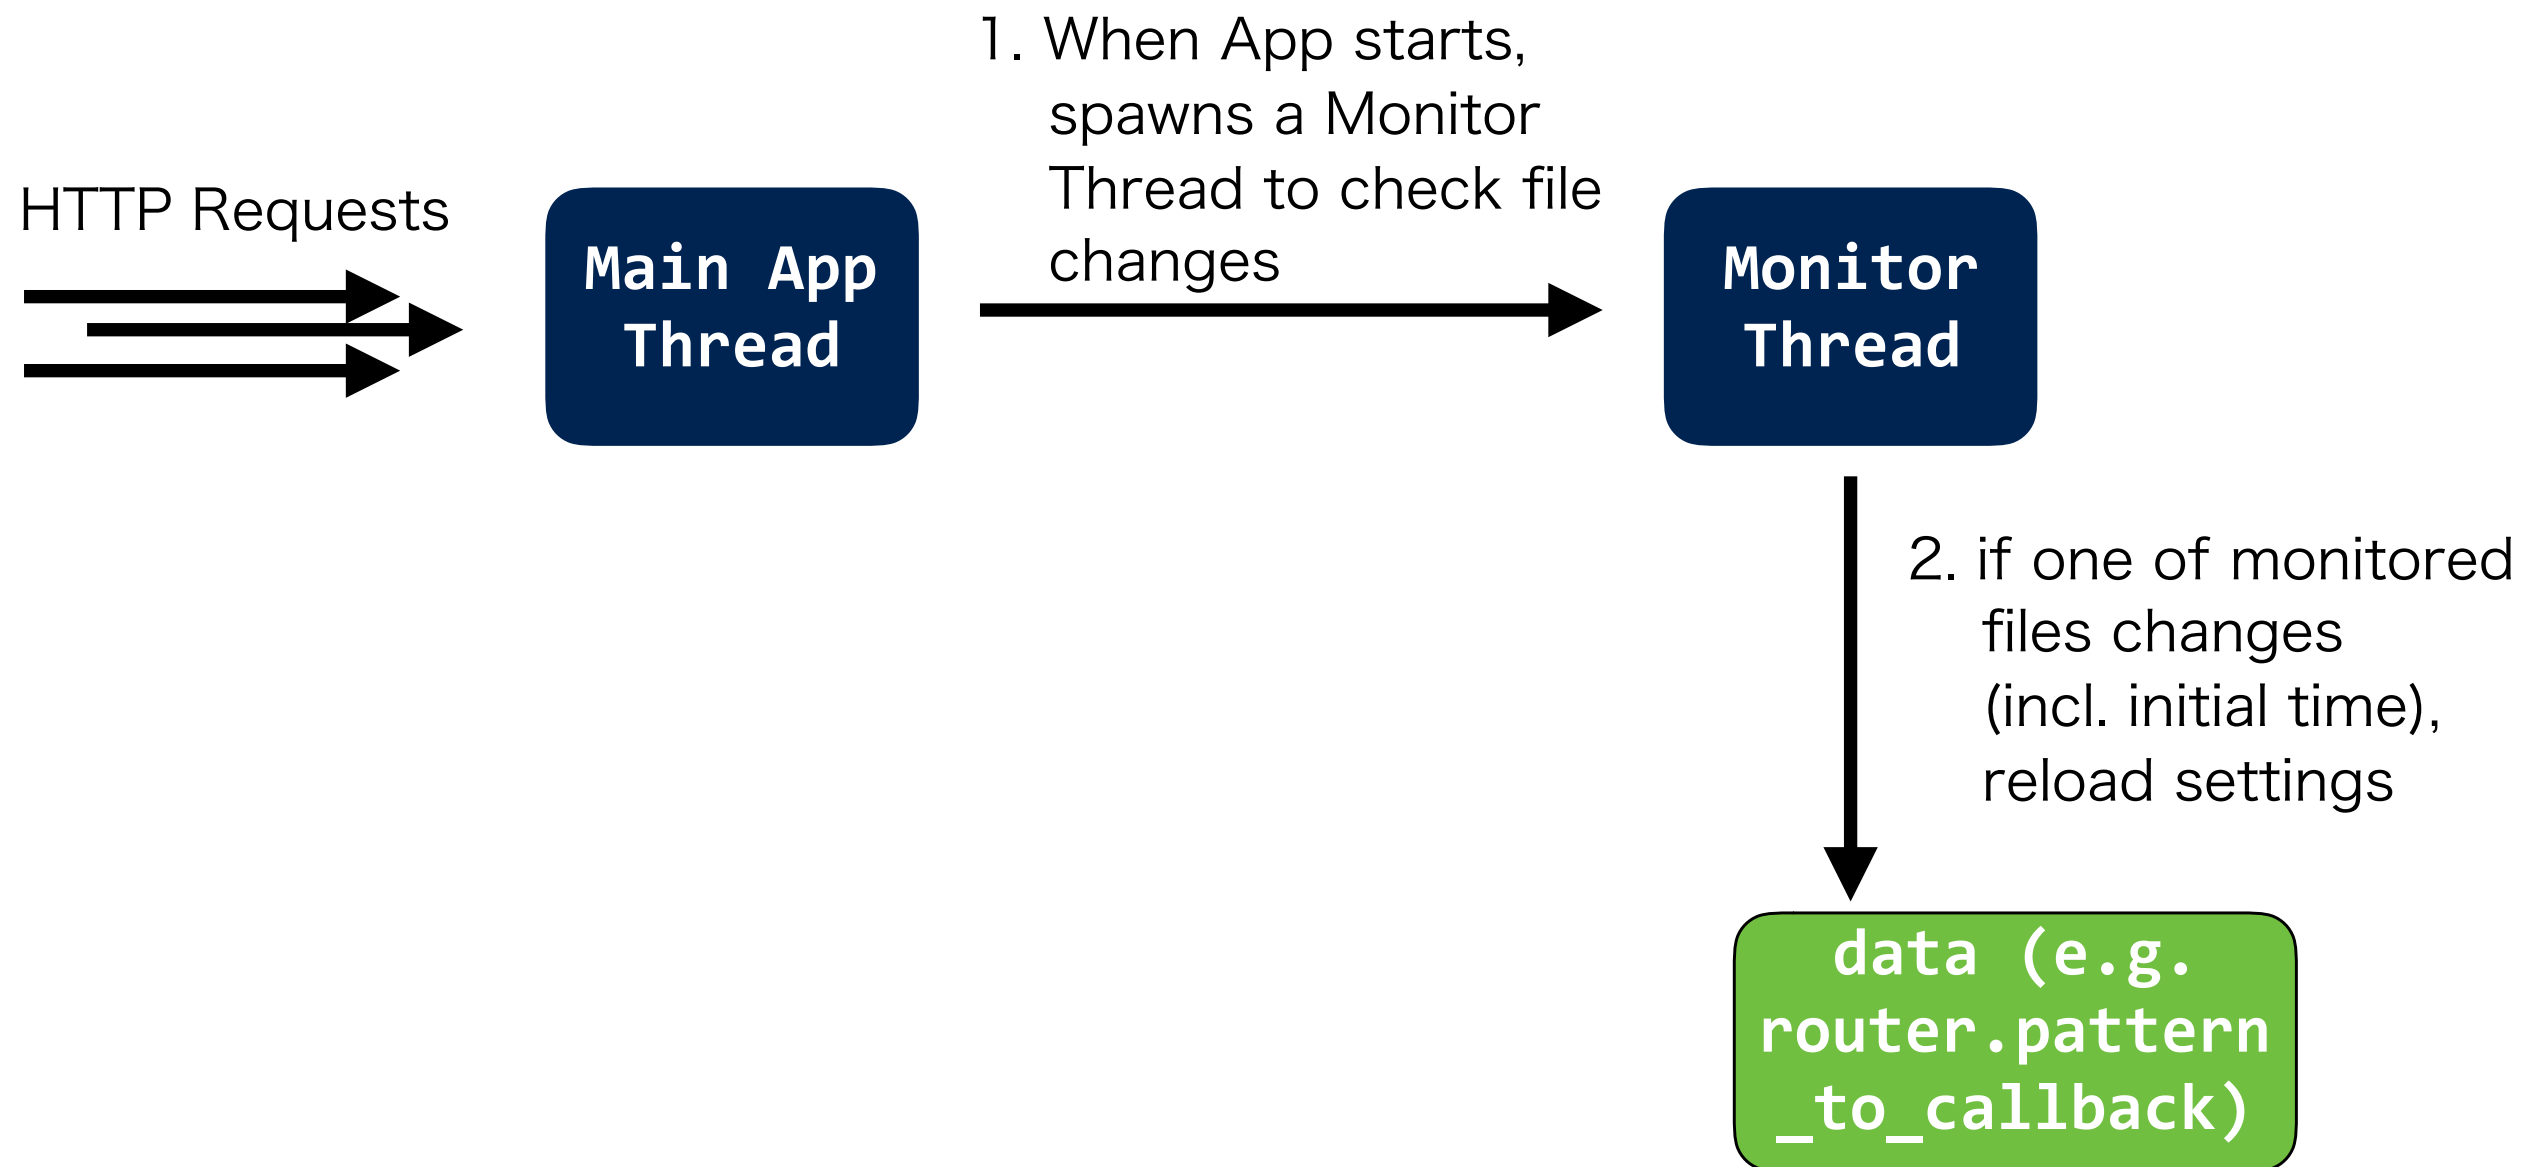 1. When App starts,
spawns a Monitor
Thread to check file
changes
HTTP Requests
Main App
Thread
Monitor
Thread
2. if one of monitored
files changes
(incl. initial time),
reload settings
data (e.g.
router.pattern
_to_callback)